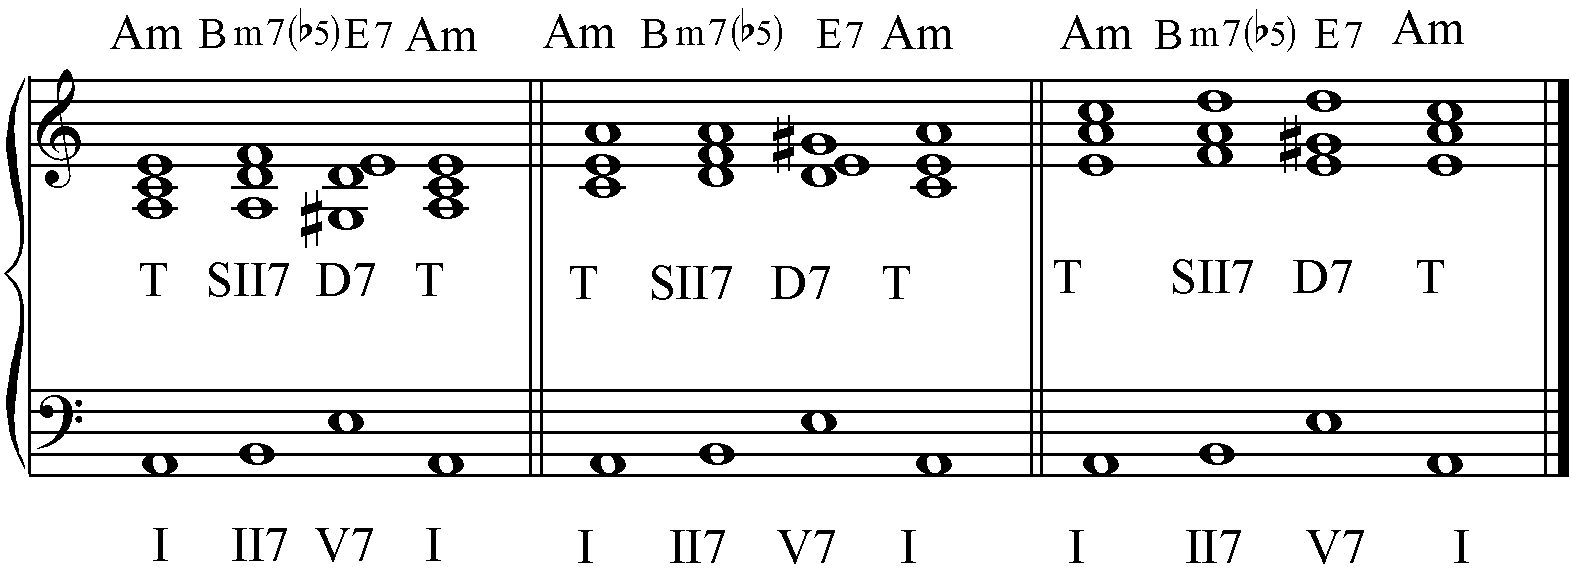 Am Bm7(♭5) E7 Am Am Bm7(♭5) E7 Am Am Bm7(♭5) E7 Am
T SII7 D7 T T SII7 D7 T T SII7 D7 T
I II7 V7 I I II7 V7 I I II7 V7 I